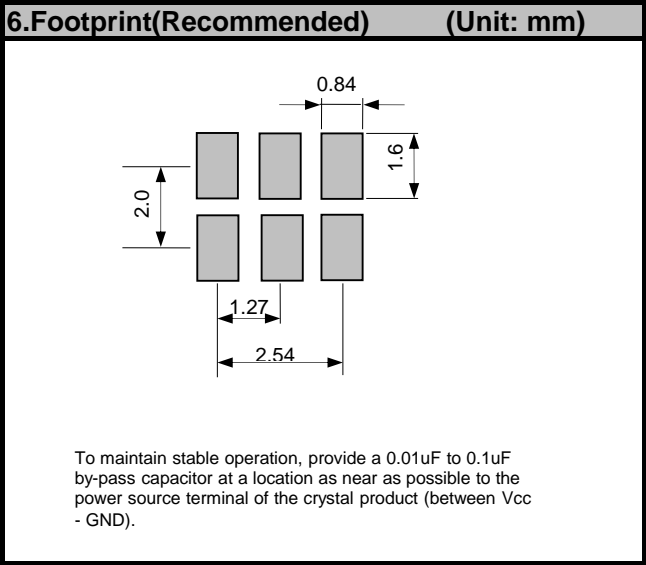 6.Footprint(Recommended) (Unit: mm)
0.84
1.6
2.0
1.27
2.54
To maintain stable operation, provide a 0.01uF to 0.1uF
by-pass capacitor at a location as near as possible to the
power source terminal of the crystal product (between Vcc
- GND).